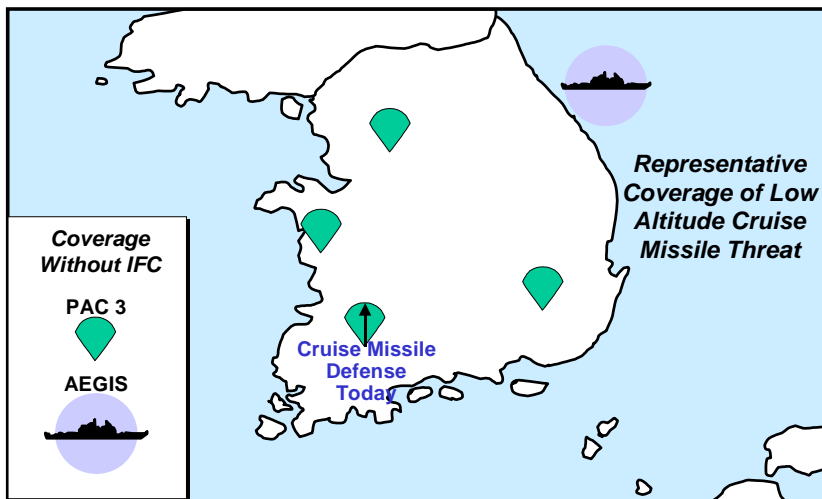 Representative
Coverage of Low
Altitude Cruise
Missile Threat
Coverage
Without IFC
PAC 3
AEGIS
Cruise Missile
Defense
Today